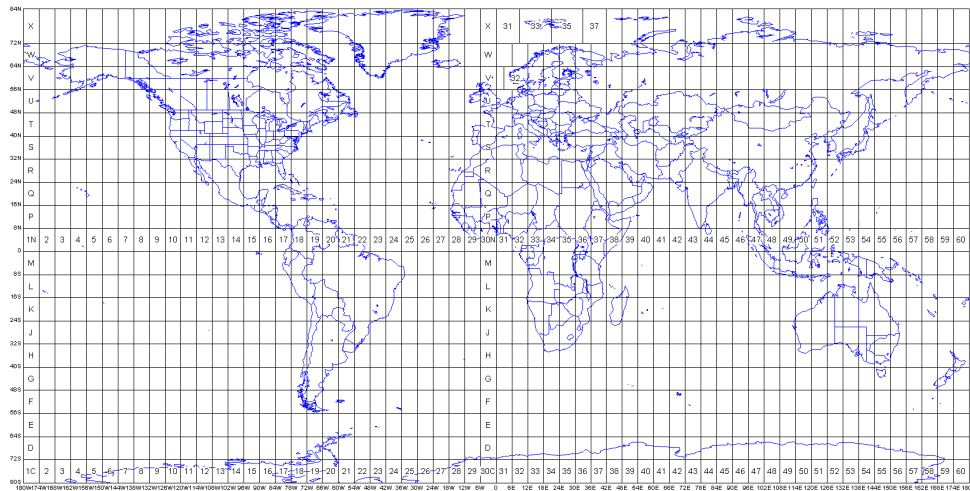 84N
X X 31 33 35 37
72N
W W
64N
V V 32
56N
U U
48N
T T
40N
S S
32N
R R
24N
Q Q
16N
P P
8N
1N 2 3 4 5 6 7 8 9 10 11 12 13 14 15 16 17 18 19 20 21 22 23 24 25 26 27 28 29 30N 31 32 33 34 35 36 37 38 39 40 41 42 43 44 45 46 47 48 49 50 51 52 53 54 55 56 57 58 59 60
0
M M
8S
L L
16S
K K
24S
J J
32S
H H
40S
G G
48S
F F
56S
E E
64S
D D
72S
1C 2 3 4 5 6 7 8 9 10 11 12 13 14 15 16 17 18 19 20 21 22 23 24 25 26 27 28 29 30C 31 32 33 34 35 36 37 38 39 40 41 42 43 44 45 46 47 48 49 50 51 52 53 54 55 56 57 58 59 60
80S
180W 174W 168W 162W 156W 150W 144W 138W 132W 126W 120W 114W 108W 102W 96W 90W 84W 78W 72W 66W 60W 54W 48W 42W 36W 30W 24W 18W 12W 6W 0 6E 12E 18E 24E 30E 36E 42E 48E 54E 60E 66E 72E 78E 84E 90E 96E 102E 108E 114E 120E 126E 132E 138E 144E 150E 156E 162E 168E 174E 180